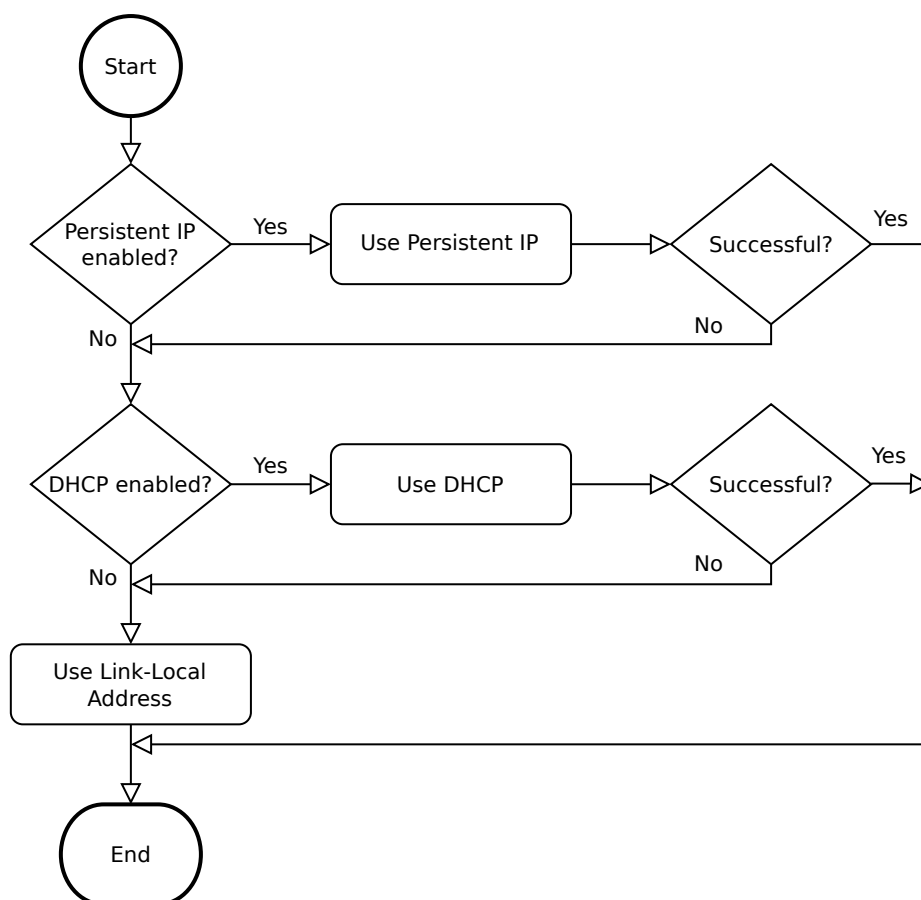 Start
Persistent IP
enabled?
Yes
Use Persistent IP
Successful?
Yes
No
No
DHCP enabled?
Yes
Use DHCP
Successful?
Yes
No
No
Use Link-Local
Address
End